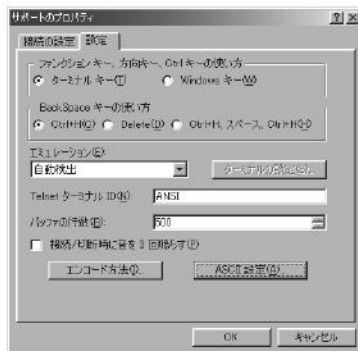 サポートのプロパティ
接続の設定 設定
ファンクション キー、方向キー、Ctrl キーの使い方
ターミナル キー(T) Windows キー(W)
BackSpace キーの使い方
Ctrl+H(C) Delete(D) Ctrl+H、スペース、Ctrl+H(H)
エミュレーション(E):
自動検出 ターミナルの設定(S)...
Telnet ターミナル ID(N): ANSI
バッファの行数(B): 500
接続/切断時に音を 3 回鳴らす(P)
エンコード方法(I)... ASCII 設定(A)...
OK キャンセル